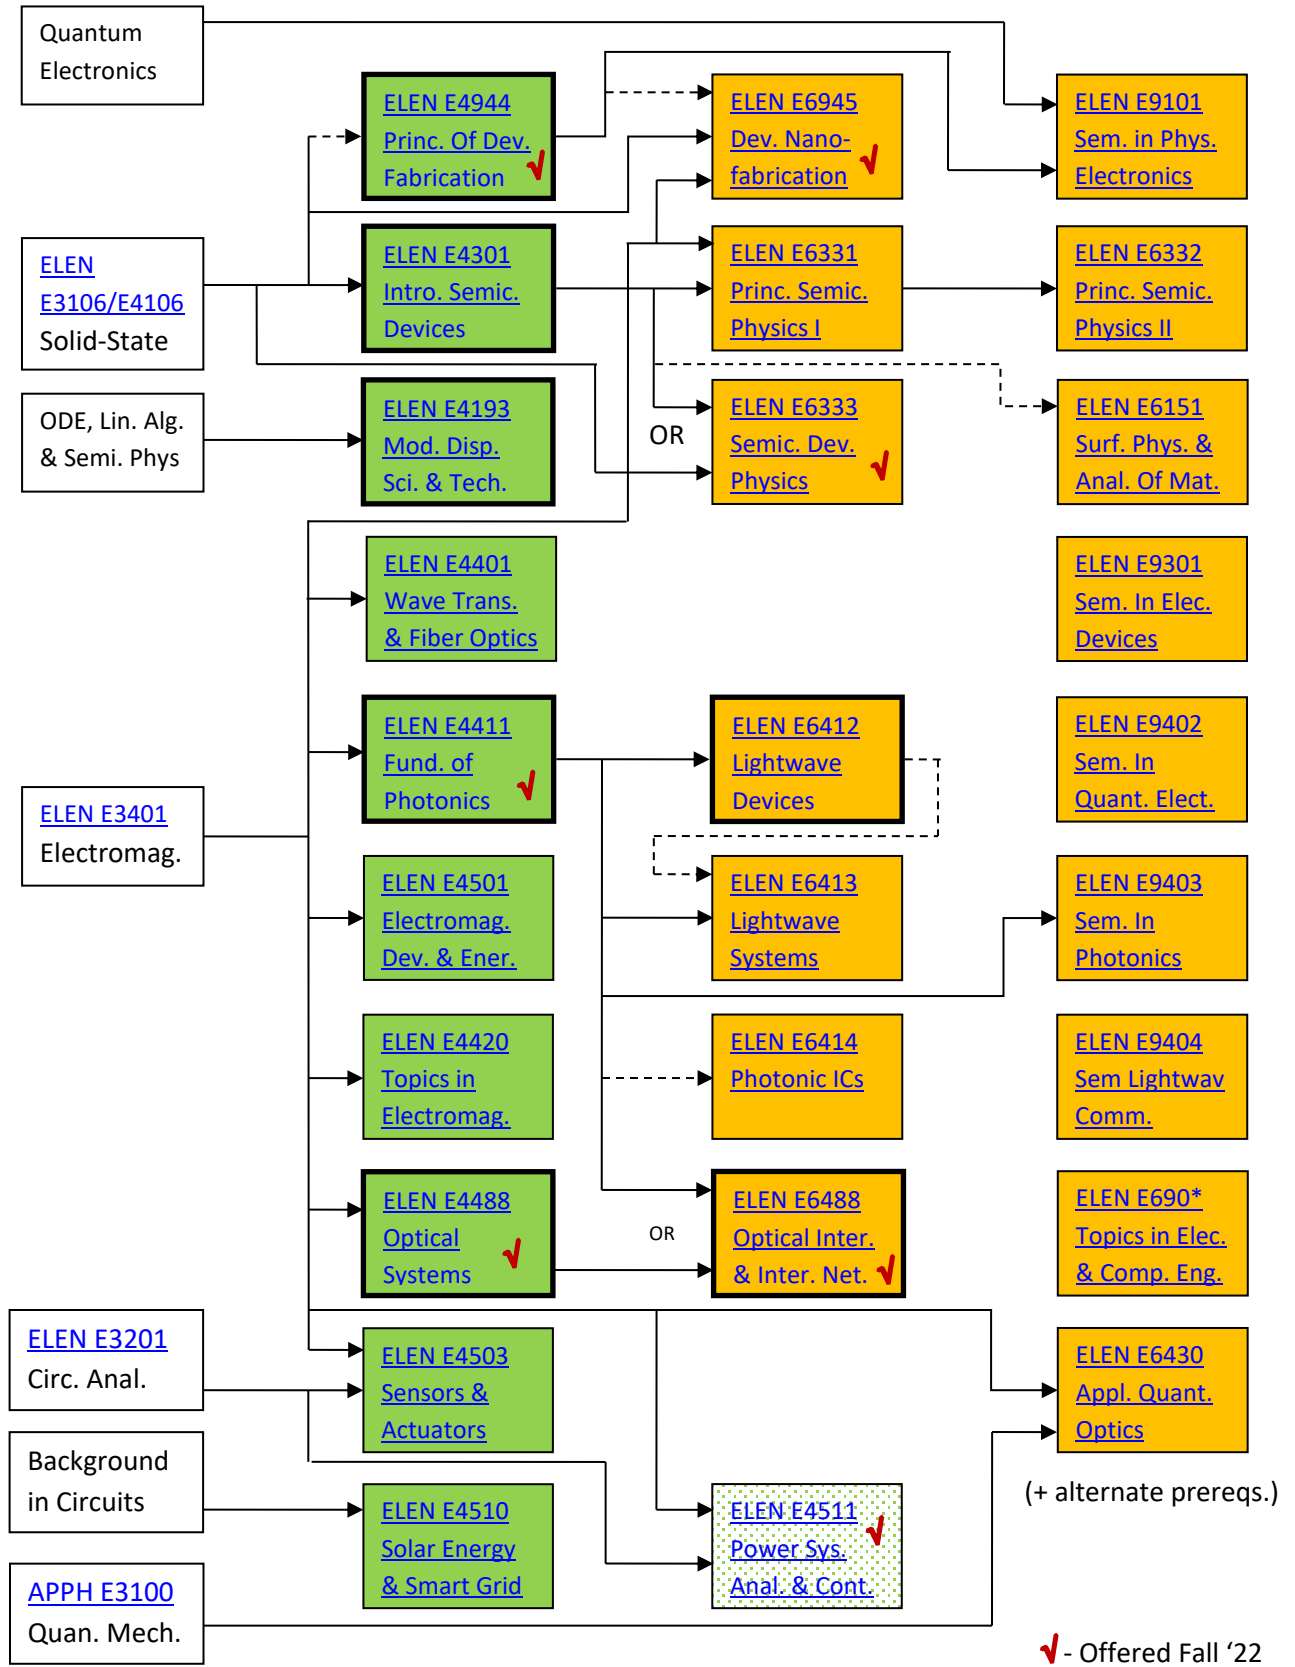 Quantum
Electronics
ELEN E4944
Princ. Of Dev.
Fabrication
ELEN E6945
Dev. Nano-
fabrication
ELEN E9101
Sem. in Phys.
Electronics
ELEN
E3106/E4106
Solid-State
ELEN E4301
Intro. Semic.
Devices
ELEN E6331
Princ. Semic.
Physics I
ELEN E6332
Princ. Semic.
Physics II
ODE, Lin. Alg.
& Semi. Phys
ELEN E4193
Mod. Disp.
Sci. & Tech.
OR
ELEN E6333
Semic. Dev.
Physics
ELEN E6151
Surf. Phys. &
Anal. Of Mat.
ELEN E4401
Wave Trans.
& Fiber Optics
ELEN E9301
Sem. In Elec.
Devices
ELEN E4411
Fund. of
Photonics
ELEN E6412
Lightwave
Devices
ELEN E9402
Sem. In
Quant. Elect.
ELEN E3401
Electromag.
ELEN E4501
Electromag.
Dev. & Ener.
ELEN E6413
Lightwave
Systems
ELEN E9403
Sem. In
Photonics
ELEN E4420
Topics in
Electromag.
ELEN E6414
Photonic ICs
ELEN E9404
Sem Lightwav
Comm.
ELEN E4488
Optical
Systems
OR
ELEN E6488
Optical Inter.
& Inter. Net.
ELEN E690*
Topics in Elec.
& Comp. Eng.
ELEN E3201
Circ. Anal.
ELEN E4503
Sensors &
Actuators
ELEN E6430
Appl. Quant.
Optics
(+ alternate prereqs.)
Background
in Circuits
ELEN E4510
Solar Energy
& Smart Grid
ELEN E4511
Power Sys.
Anal. & Cont.
APPH E3100
Quan. Mech.
√ - Offered Fall ‘22